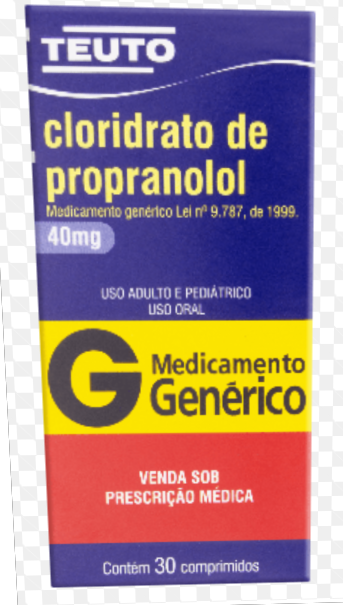 TEUTO
cloridrato de
propranolol
Medicamento genérico Lei nº 9.787, de 1999.
40mg
USO ADULTO E PEDIÁTRICO
USO ORAL
G Medicamento
Genérico
VENDA SOB
PRESCRIÇÃO MÉDICA
Contém 30 comprimidos